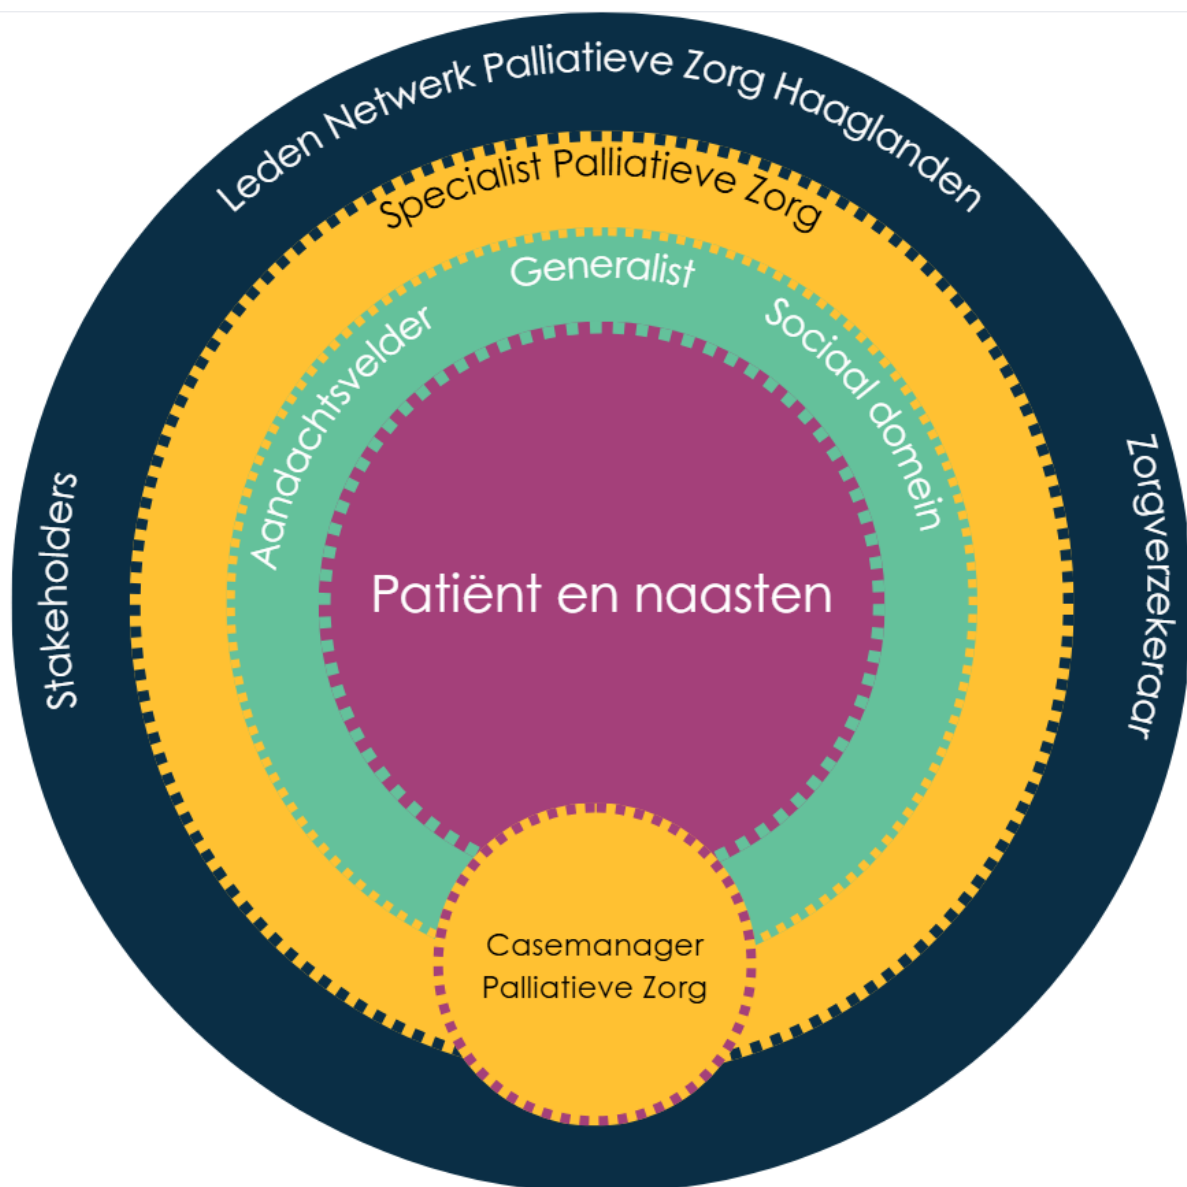 Leden Netwerk Palliatieve Zorg Haaglanden
Specialist Palliatieve Zorg
Generalist
Aandachtsvelder
Sociaal domein
Stakeholders
Zorgverzekeraar
Patiënt en naasten
Casemanager
Palliatieve Zorg